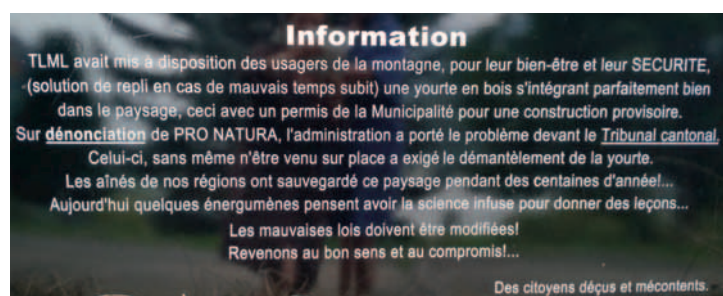 Information
TLML avait mis à disposition des usagers de la montagne, pour leur bien-être et leur SECURITE,
(solution de repli en cas de mauvais temps subit) une yourte en bois s'intégrant parfaitement bien
dans le paysage, ceci avec un permis de la Municipalité pour une construction provisoire.
Sur dénonciation de PRO NATURA, l'administration a porté le problème devant le Tribunal cantonal.
Celui-ci, sans même n'être venu sur place a exigé le démantèlement de la yourte.
Les aînés de nos régions ont sauvegardé ce paysage pendant des centaines d'année!...
Aujourd'hui quelques énergumènes pensent avoir la science infuse pour donner des leçons...
Les mauvaises lois doivent être modifiées!
Revenons au bon sens et au compromis!...
Des citoyens déçus et mécontents.